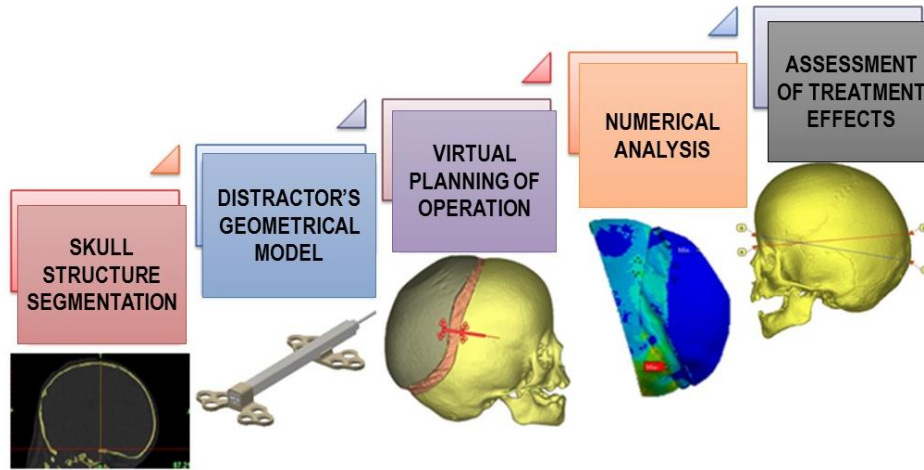 SKULL
STRUCTURE
SEGMENTATION
DISTRACTOR'S
GEOMETRICAL
MODEL
VIRTUAL
PLANNING OF
OPERATION
NUMERICAL
ANALYSIS
ASSESSMENT
OF TREATMENT
EFFECTS